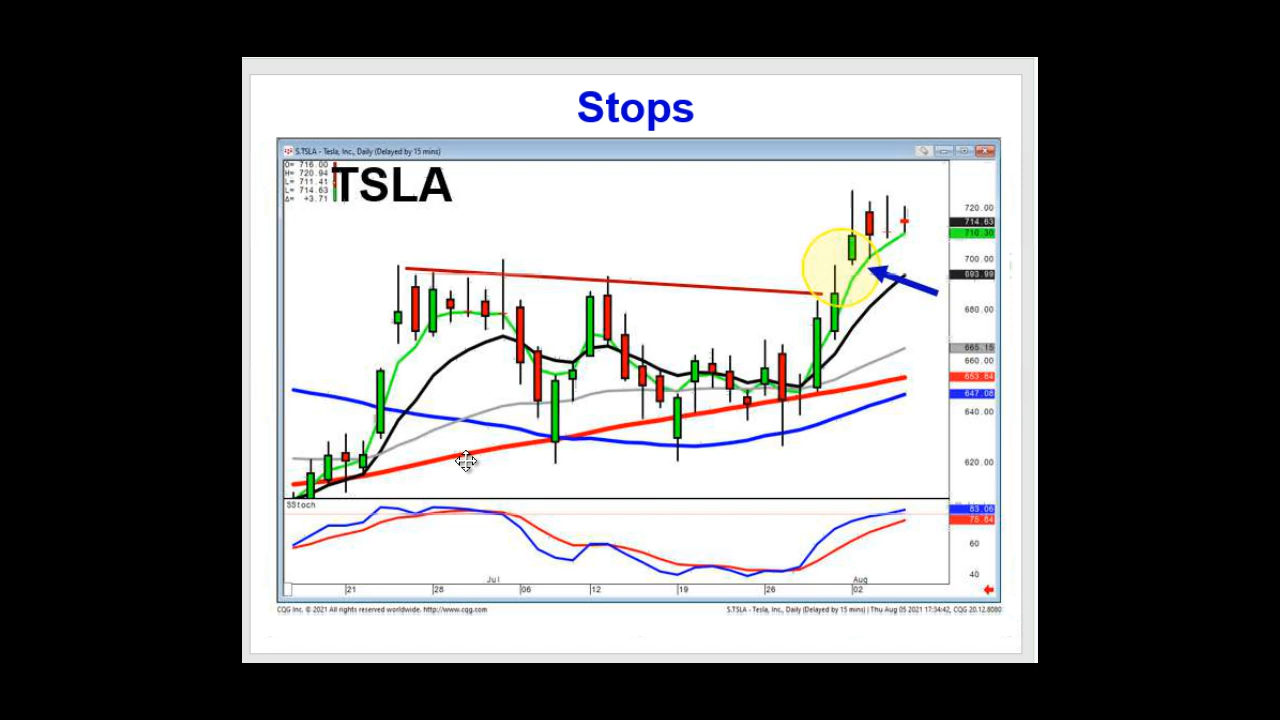 Stops
S.TSLA - Tesla, Inc., Daily (Delayed by 15 mins)
O= 716.00
H= 720.94
L= 711.41
L= 714.63
Δ= +3.71
TSLA
720.00
714.63
710.30
700.00
693.99
680.00
665.15
660.00
653.84
647.08
640.00
620.00
SStoch
83.06
75.84
60
40
Jul
Aug
21
28
06
12
19
26
02
CQG Inc. © 2021 All rights reserved worldwide. http://www.cqg.com
S.TSLA - Tesla, Inc., Daily (Delayed by 15 mins) | Thu Aug 05 2021 17:34:42, CQG 20.12.8080